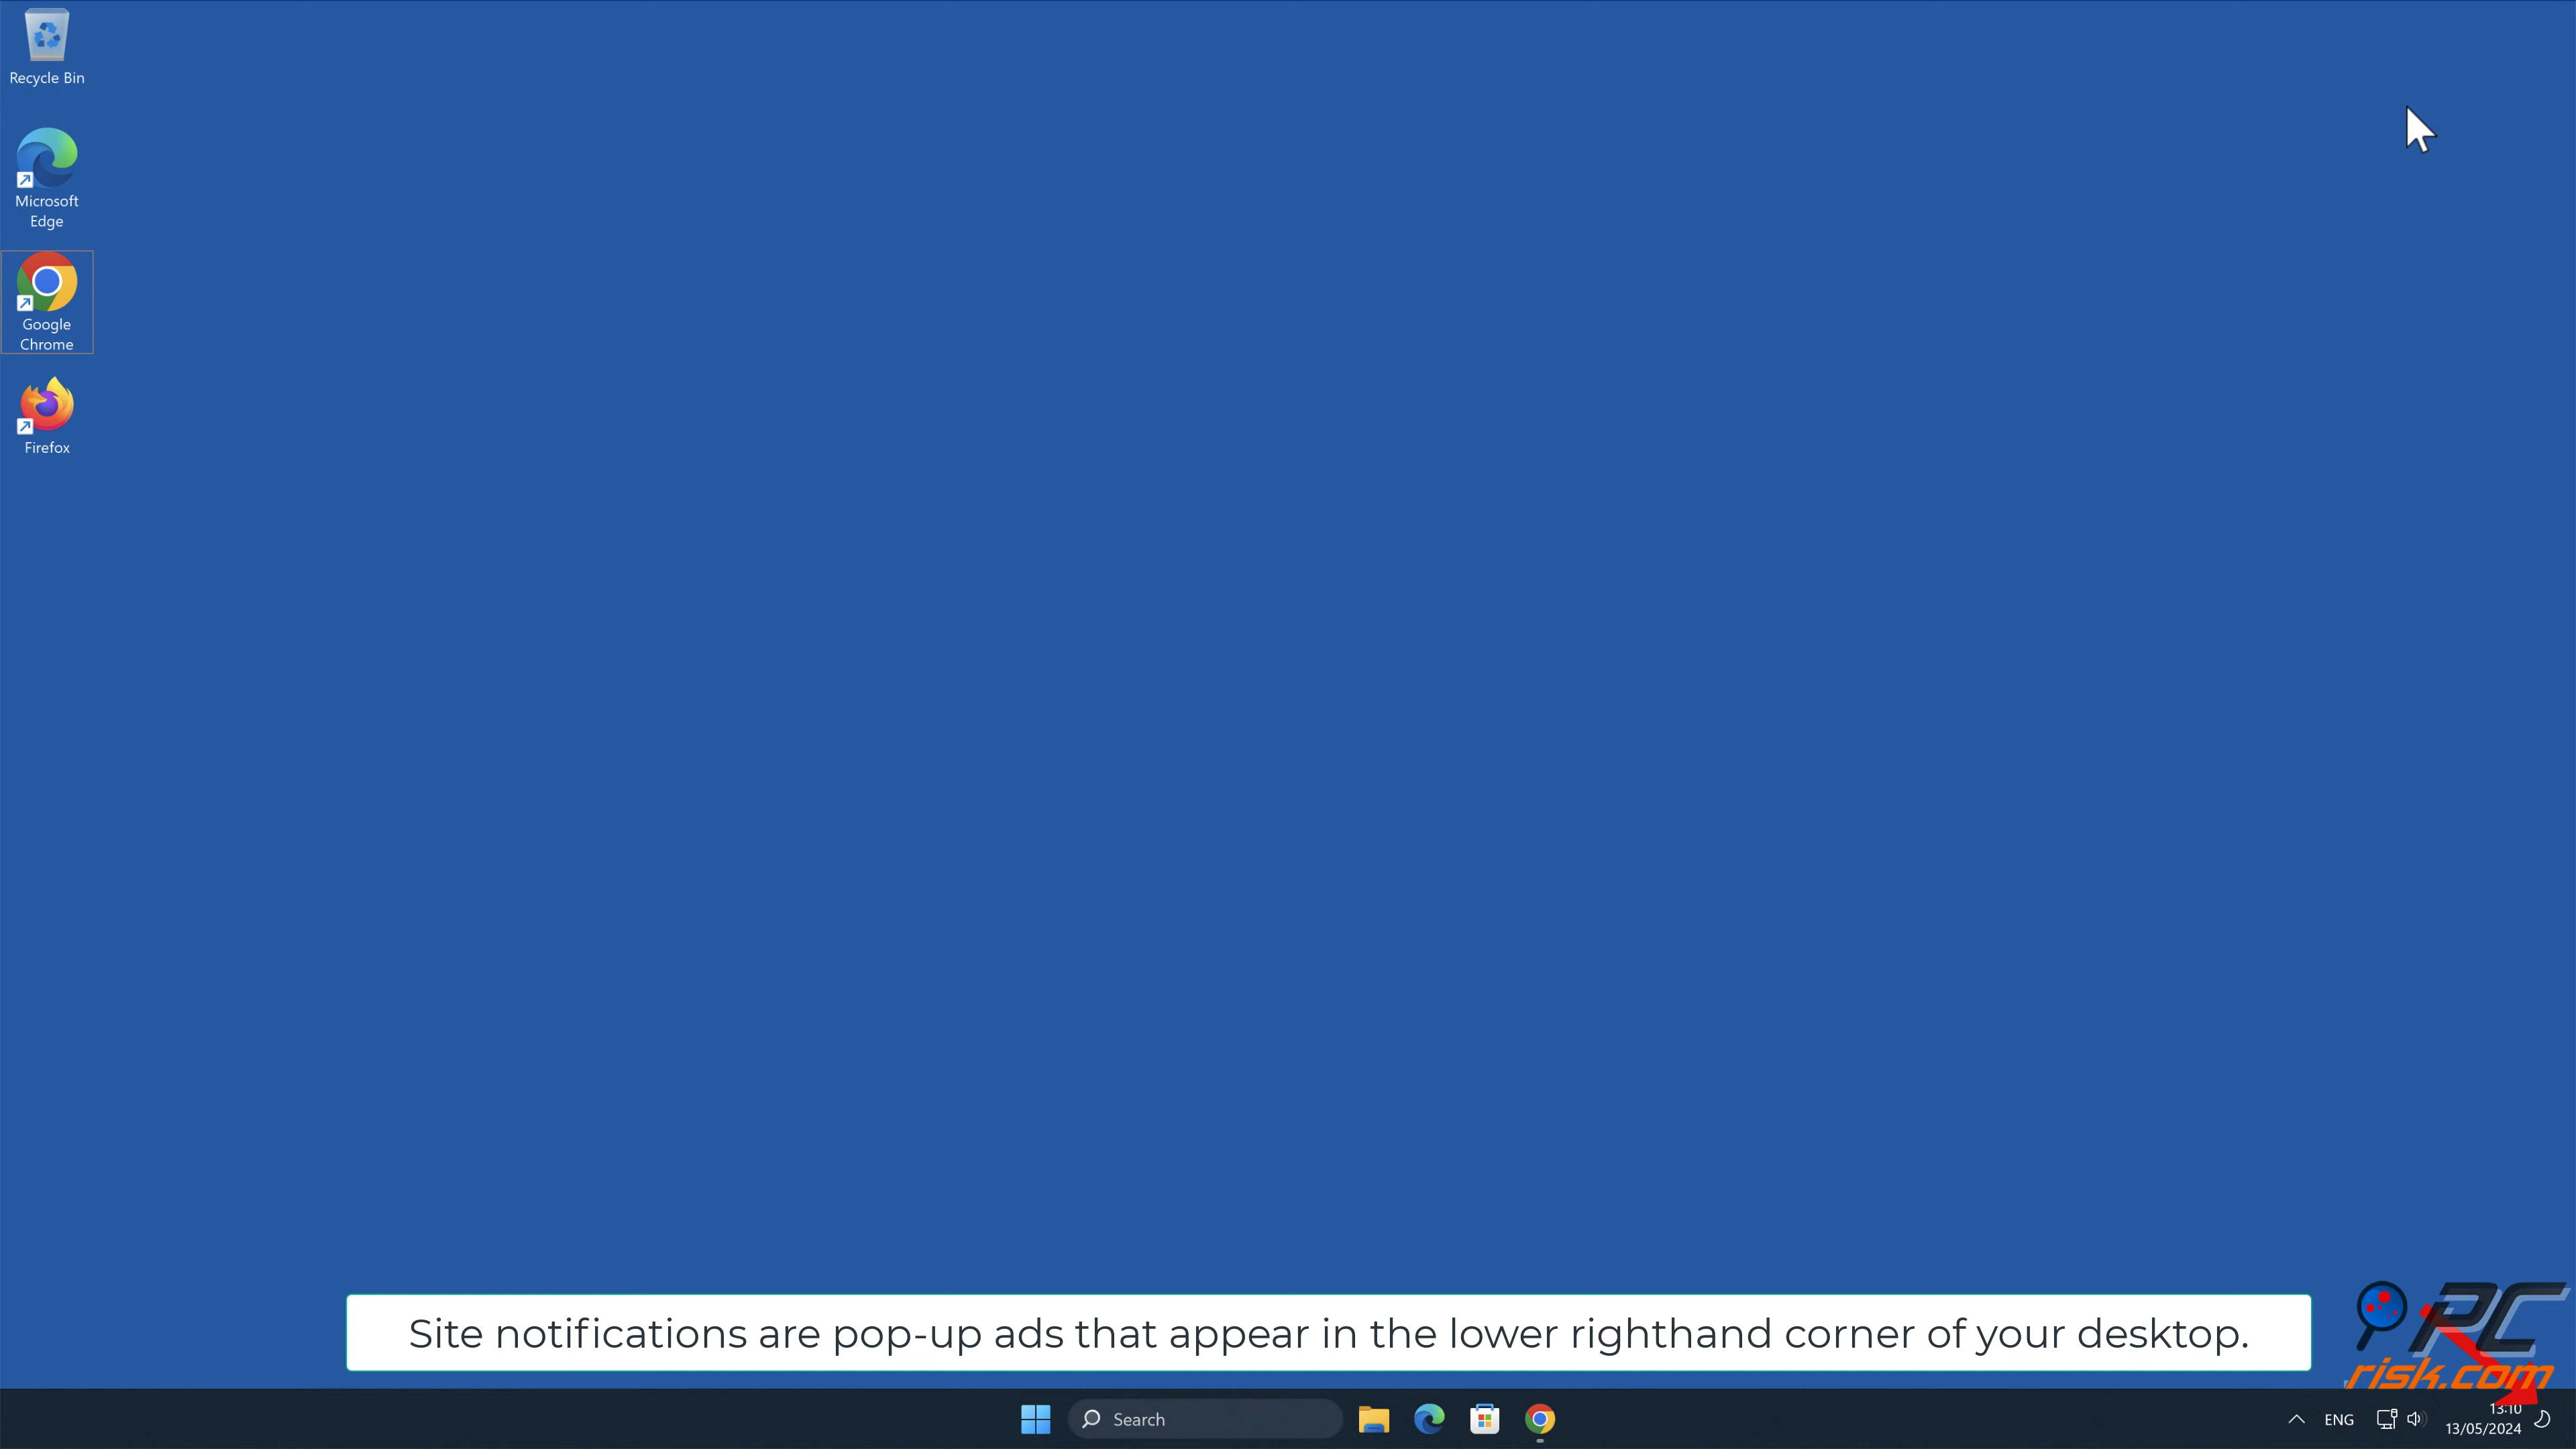 Recycle Bin
Microsoft
Edge
Google
Chrome
Firefox
Site notifications are pop-up ads that appear in the lower righthand corner of your desktop.
PC
risk.com
Search
ENG
13:10
13/05/2024